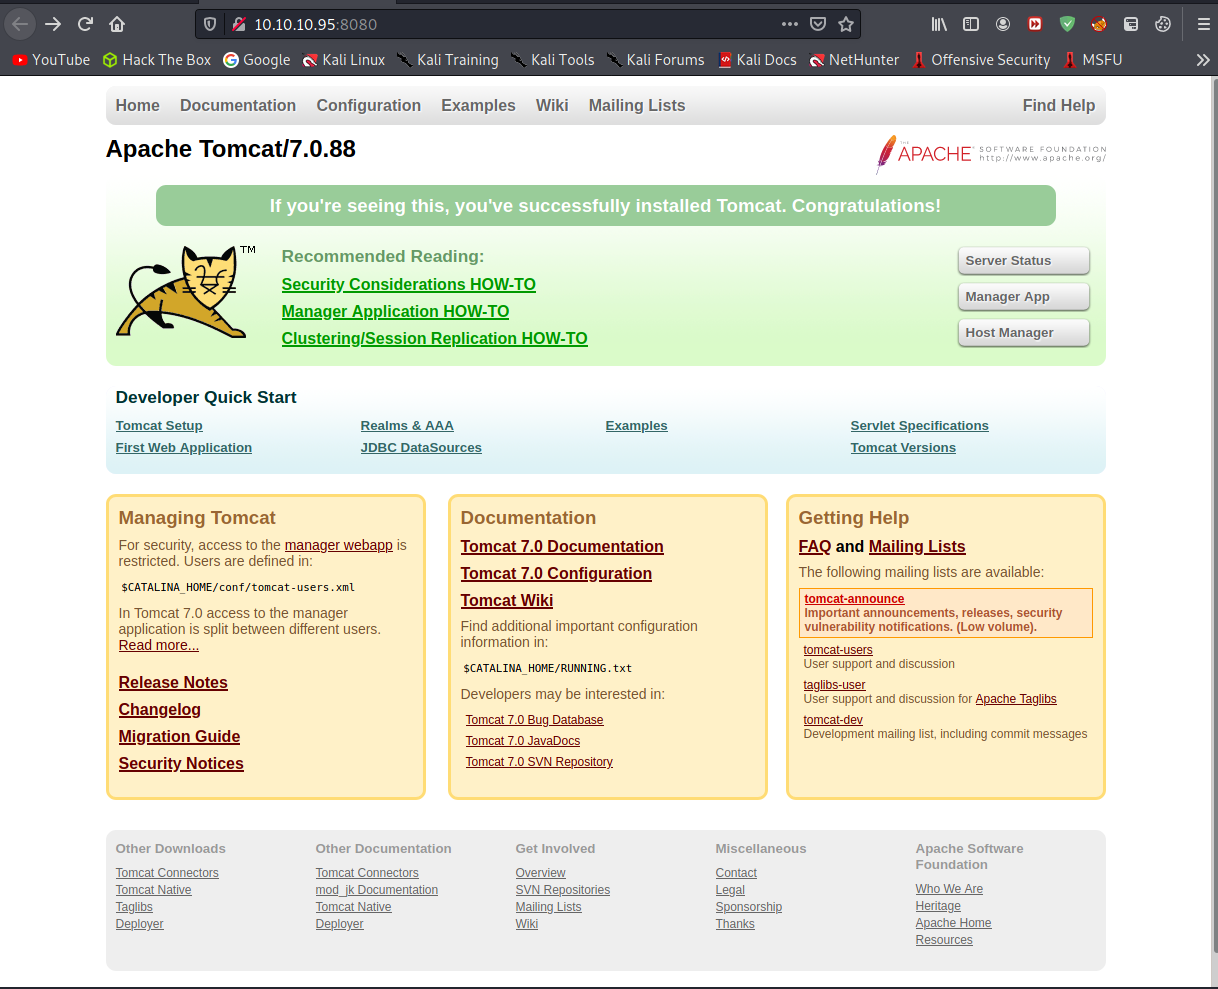 10.10.10.95:8080
YouTube Hack The Box Google Kali Linux Kali Training Kali Tools Kali Forums Kali Docs NetHunter Offensive Security MSFU
Home Documentation Configuration Examples Wiki Mailing Lists Find Help
Apache Tomcat/7.0.88
THE APACHE SOFTWARE FOUNDATION
http://www.apache.org/
If you're seeing this, you've successfully installed Tomcat. Congratulations!
TM
Recommended Reading:
Security Considerations HOW-TO
Manager Application HOW-TO
Clustering/Session Replication HOW-TO
Server Status
Manager App
Host Manager
Developer Quick Start
Tomcat Setup Realms & AAA Examples Servlet Specifications
First Web Application JDBC DataSources Tomcat Versions
Managing Tomcat
For security, access to the manager webapp is
restricted. Users are defined in:
$CATALINA_HOME/conf/tomcat-users.xml
In Tomcat 7.0 access to the manager
application is split between different users.
Read more...
Release Notes
Changelog
Migration Guide
Security Notices
Documentation
Tomcat 7.0 Documentation
Tomcat 7.0 Configuration
Tomcat Wiki
Find additional important configuration
information in:
$CATALINA_HOME/RUNNING.txt
Developers may be interested in:
Tomcat 7.0 Bug Database
Tomcat 7.0 JavaDocs
Tomcat 7.0 SVN Repository
Getting Help
FAQ and Mailing Lists
The following mailing lists are available:
tomcat-announce
Important announcements, releases, security
vulnerability notifications. (Low volume).
tomcat-users
User support and discussion
taglibs-user
User support and discussion for Apache Taglibs
tomcat-dev
Development mailing list, including commit messages
Other Downloads
Tomcat Connectors
Tomcat Native
Taglibs
Deployer
Other Documentation
Tomcat Connectors
mod_jk Documentation
Tomcat Native
Deployer
Get Involved
Overview
SVN Repositories
Mailing Lists
Wiki
Miscellaneous
Contact
Legal
Sponsorship
Thanks
Apache Software
Foundation
Who We Are
Heritage
Apache Home
Resources